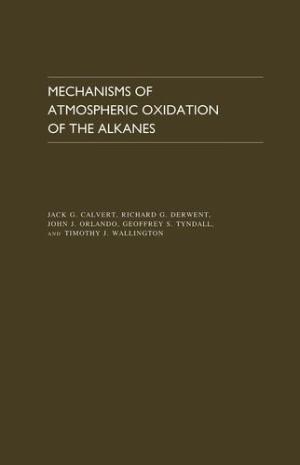 MECHANISMS OF
ATMOSPHERIC OXIDATION
OF THE ALKANES
JACK G. CALVERT, RICHARD G. DERWENT,
JOHN J. ORLANDO, GEOFFREY S. TYNDALL,
AND TIMOTHY J. WALLINGTON